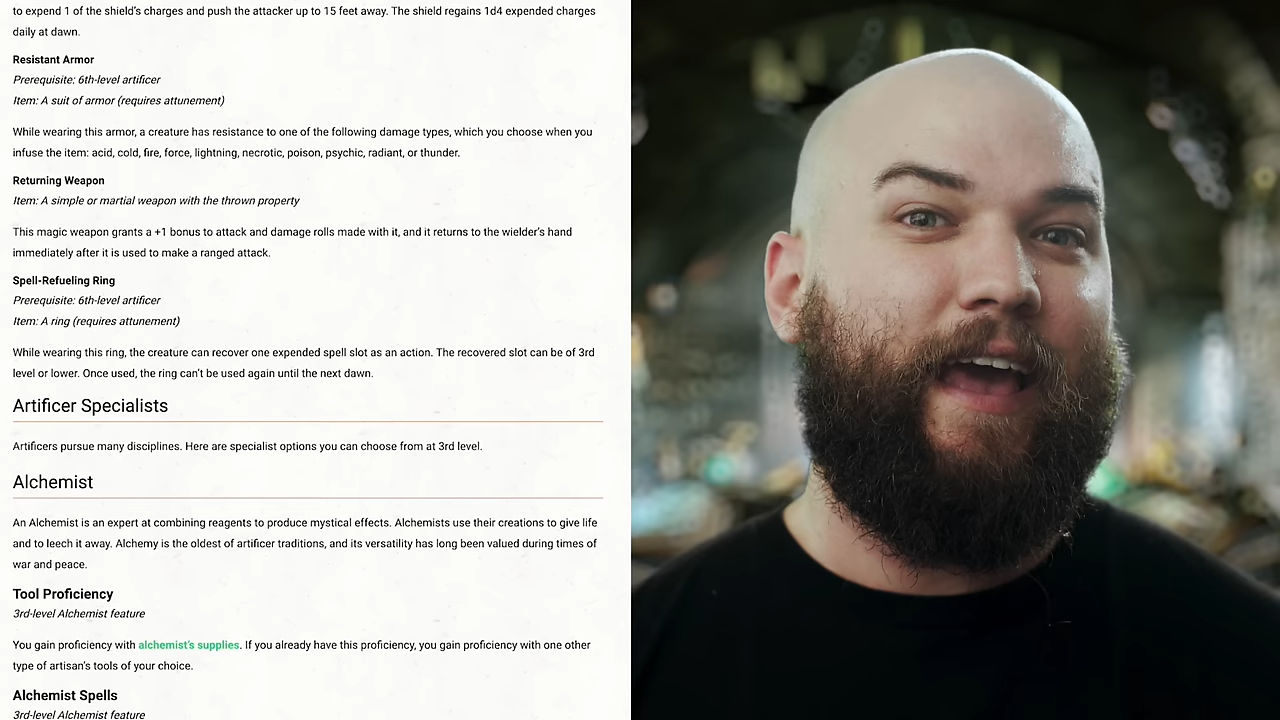 to expend 1 of the shield’s charges and push the attacker up to 15 feet away. The shield regains 1d4 expended charges
daily at dawn.
Resistant Armor
Prerequisite: 6th-level artificer
Item: A suit of armor (requires attunement)
While wearing this armor, a creature has resistance to one of the following damage types, which you choose when you
infuse the item: acid, cold, fire, force, lightning, necrotic, poison, psychic, radiant, or thunder.
Returning Weapon
Item: A simple or martial weapon with the thrown property
This magic weapon grants a +1 bonus to attack and damage rolls made with it, and it returns to the wielder’s hand
immediately after it is used to make a ranged attack.
Spell-Refueling Ring
Prerequisite: 6th-level artificer
Item: A ring (requires attunement)
While wearing this ring, the creature can recover one expended spell slot as an action. The recovered slot can be of 3rd
level or lower. Once used, the ring can’t be used again until the next dawn.
Artificer Specialists
Artificers pursue many disciplines. Here are specialist options you can choose from at 3rd level.
Alchemist
An Alchemist is an expert at combining reagents to produce mystical effects. Alchemists use their creations to give life
and to leech it away. Alchemy is the oldest of artificer traditions, and its versatility has long been valued during times of
war and peace.
Tool Proficiency
3rd-level Alchemist feature
You gain proficiency with alchemist’s supplies. If you already have this proficiency, you gain proficiency with one other
type of artisan’s tools of your choice.
Alchemist Spells
3rd-level Alchemist feature